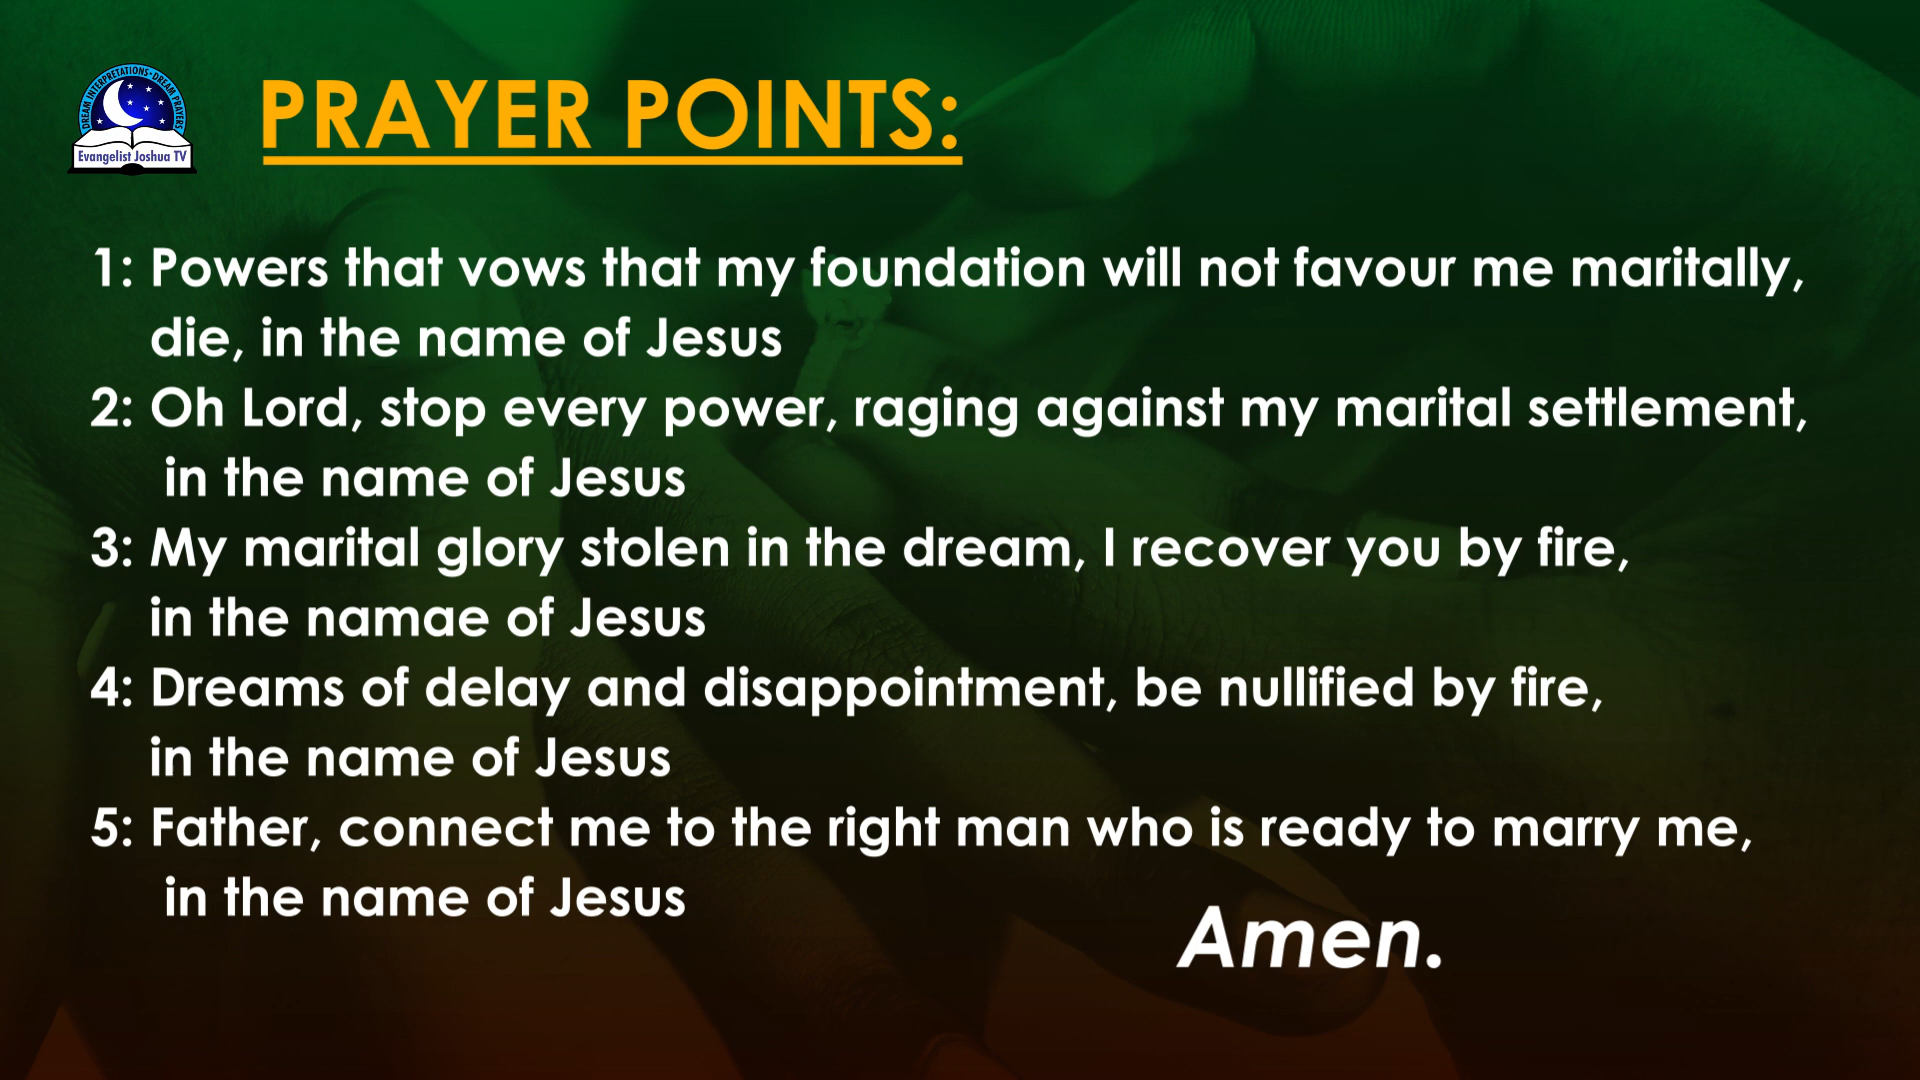 DREAM INTERPRETATIONS • DREAM PRAYERS
Evangelist Joshua TV
PRAYER POINTS:
1: Powers that vows that my foundation will not favour me maritally,
die, in the name of Jesus
2: Oh Lord, stop every power, raging against my marital settlement,
in the name of Jesus
3: My marital glory stolen in the dream, I recover you by fire,
in the namae of Jesus
4: Dreams of delay and disappointment, be nullified by fire,
in the name of Jesus
5: Father, connect me to the right man who is ready to marry me,
in the name of Jesus
Amen.